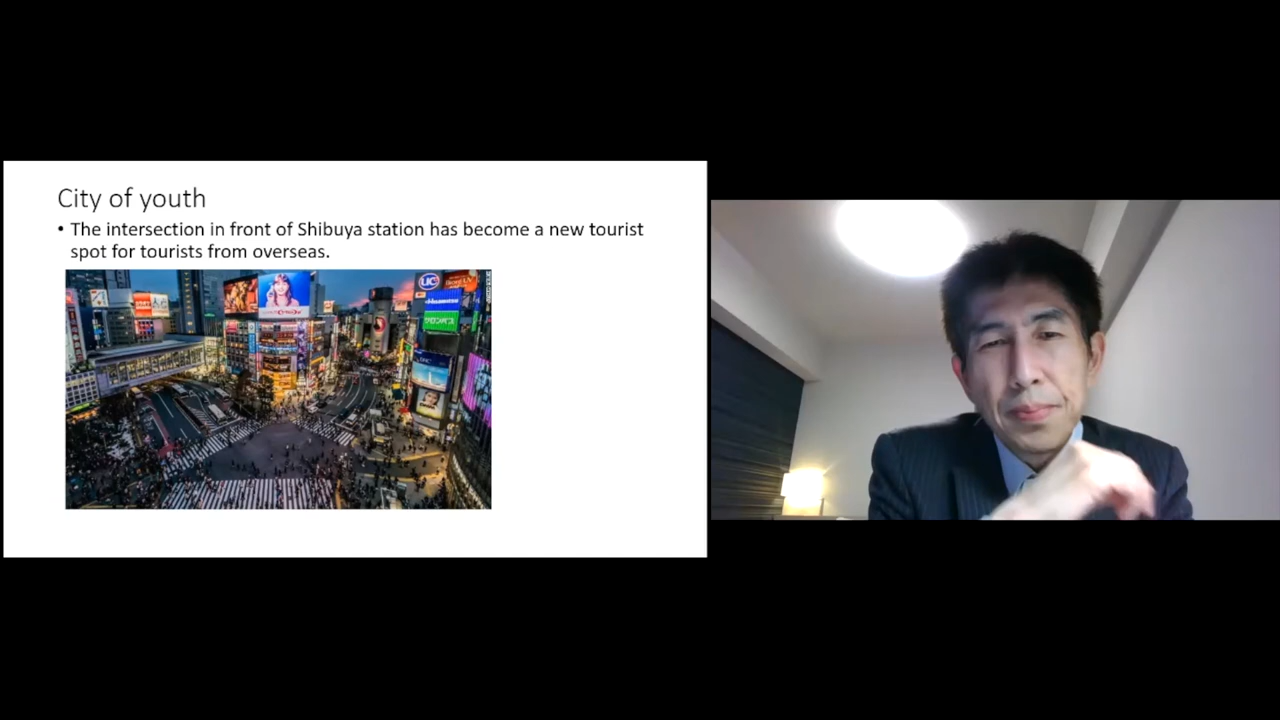 City of youth
• The intersection in front of Shibuya station has become a new tourist
spot for tourists from overseas.
UC